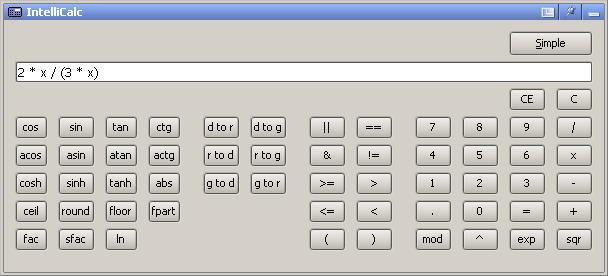 IntelliCalc
Simple
2 * x / (3 * x)
CE C
cos sin tan ctg d to r d to g || == 7 8 9 /
acos asin atan actg r to d r to g & != 4 5 6 x
cosh sinh tanh abs g to d g to r >= > 1 2 3 -
ceil round floor fpart <= < . 0 = +
fac sfac ln ( ) mod ^ exp sqr